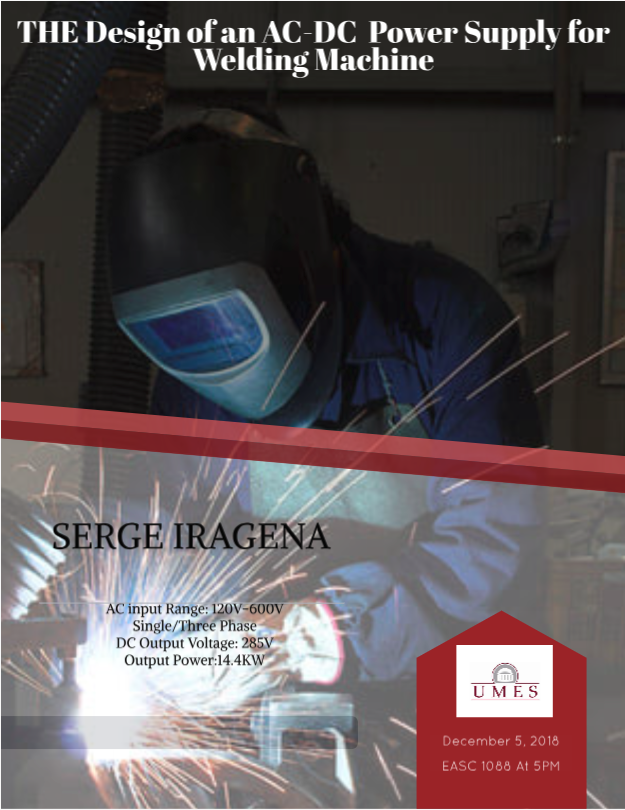 THE Design of an AC-DC Power Supply for
Welding Machine
SERGE IRAGENA
AC input Range: 120V-600V
Single/Three Phase
DC Output Voltage: 285V
Output Power:14.4KW
UMES
December 5, 2018
EASC 1088 At 5PM